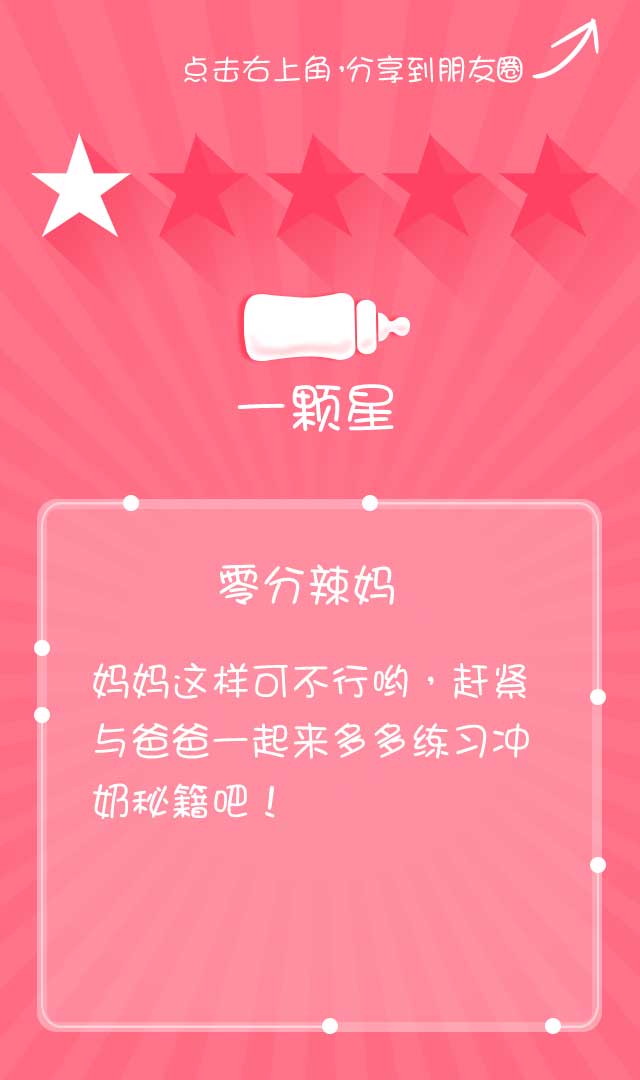 点击右上角,分享到朋友圈
一颗星
零分辣妈
妈妈这样可不行哟，赶紧
与爸爸一起来多多练习冲
奶秘籍吧！